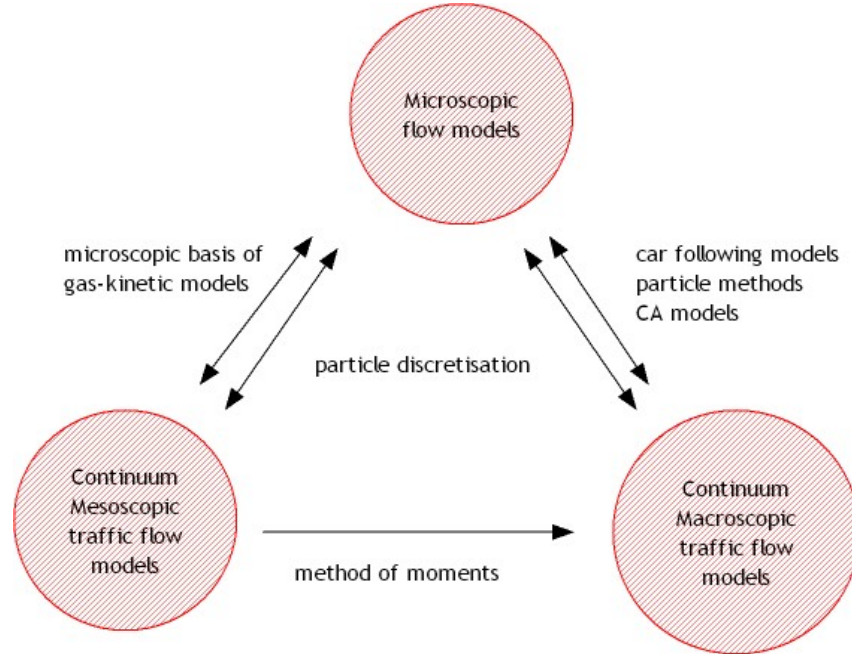 Microscopic
flow models
microscopic basis of
gas-kinetic models
car following models
particle methods
CA models
particle discretisation
Continuum
Mesoscopic
traffic flow
models
Continuum
Macroscopic
traffic flow
models
method of moments